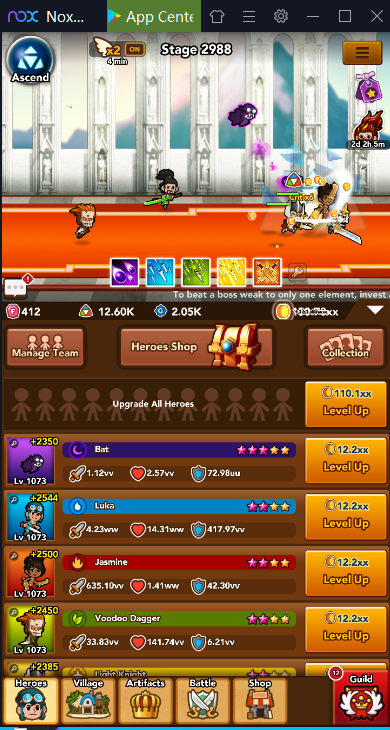 nox Nox... App Cente
x2 ON
4 min
Stage 2988
Ascend
2d 2h 5m
Crit x6
To beat a boss weak to only one element, invest
412 12.60K 2.05K
Manage Team
Heroes Shop
Collection
Upgrade All Heroes
110.1xx
Level Up
+2350
Bat
12.2xx
Level Up
Lv 1073
1.12vv 2.57vv 72.98uu
+2544
Luka
12.2xx
Level Up
Lv 1073
4.23ww 14.31ww 417.97vv
+2500
Jasmine
12.2xx
Level Up
Lv 1073
635.10vv 1.41ww 42.30vv
+2450
Voodoo Dagger
12.2xx
Level Up
Lv 1073
33.83vv 141.74vv 6.21vv
+2385
Light Knight
12
Heroes Village Artifacts Battle Shop Guild